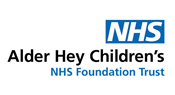 NHS
Alder Hey Children's
NHS Foundation Trust